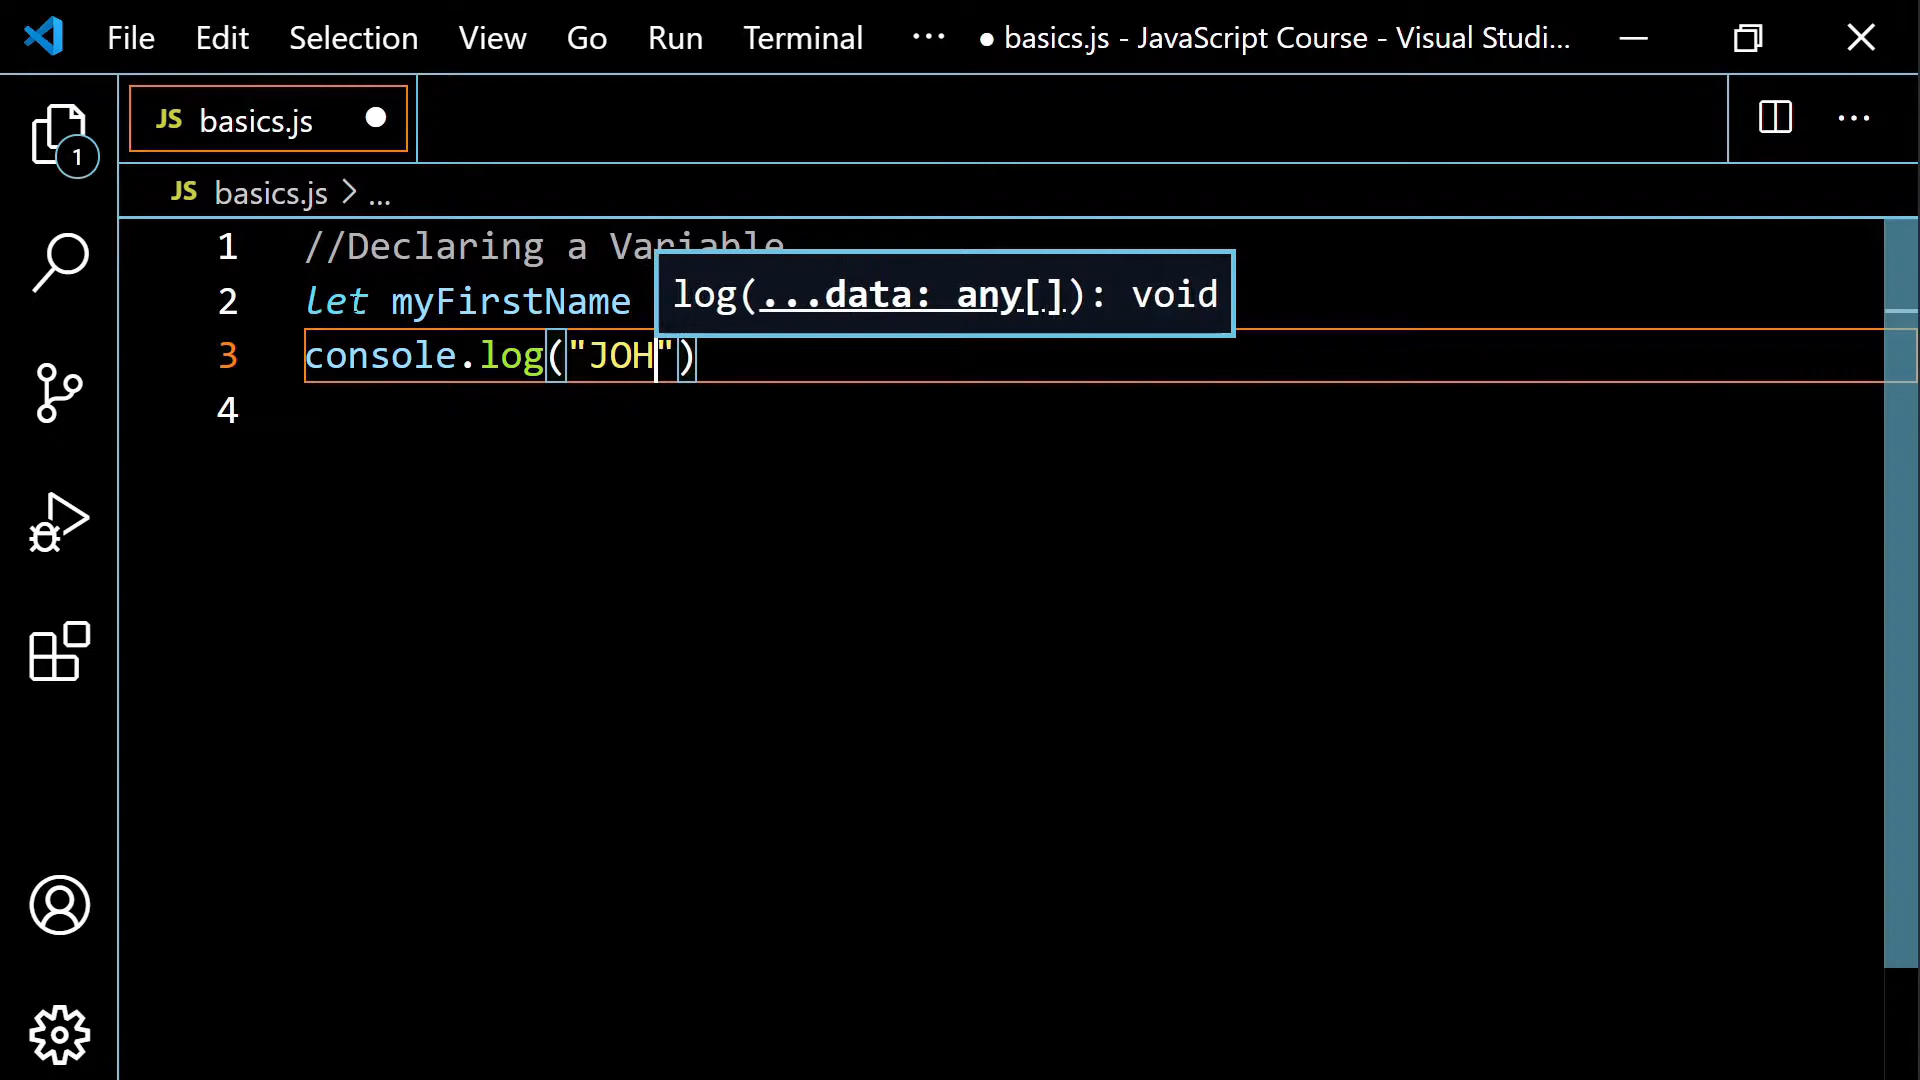 File Edit Selection View Go Run Terminal ··· ● basics.js - JavaScript Course - Visual Studi...
JS basics.js ●
1
JS basics.js > ...
1 //Declaring a Variable
log(...data: any[]): void
2 let myFirstName
3 console.log("JOH")
4